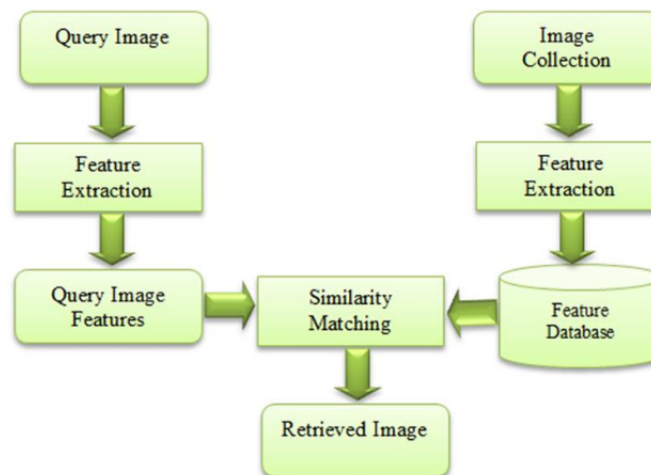 Query Image
Image
Collection
Feature
Extraction
Feature
Extraction
Query Image
Features
Similarity
Matching
Feature
Database
Retrieved Image